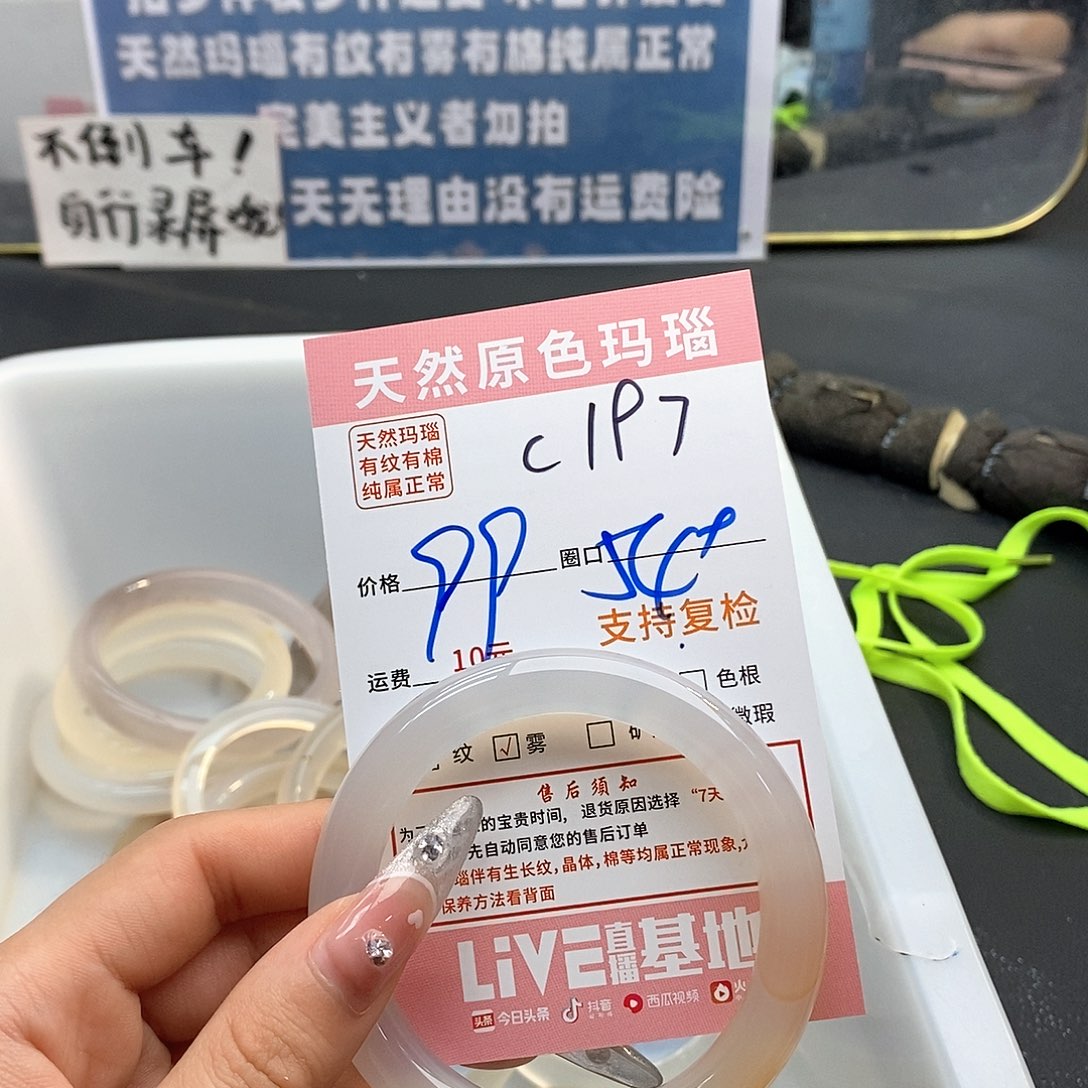 天然玛瑙有纹有雾有棉纯属正常
完美主义者勿拍
天无理由没有运费险
不倒车!
自行录屏
天然原色玛瑙
天然玛瑙
有纹有棉
纯属正常
价格
圈口
支持复检
运费 10元
色根
纹 ☑ 雾 □
微瑕
售后须知
的宝贵时间, 退货原因选择 “7天
先自动同意您的售后订单
瑙伴有生长纹,晶体,棉等均属正常现象,
保养方法看背面
LiVE直播基地
头条 今日头条 抖音 西瓜视频 火